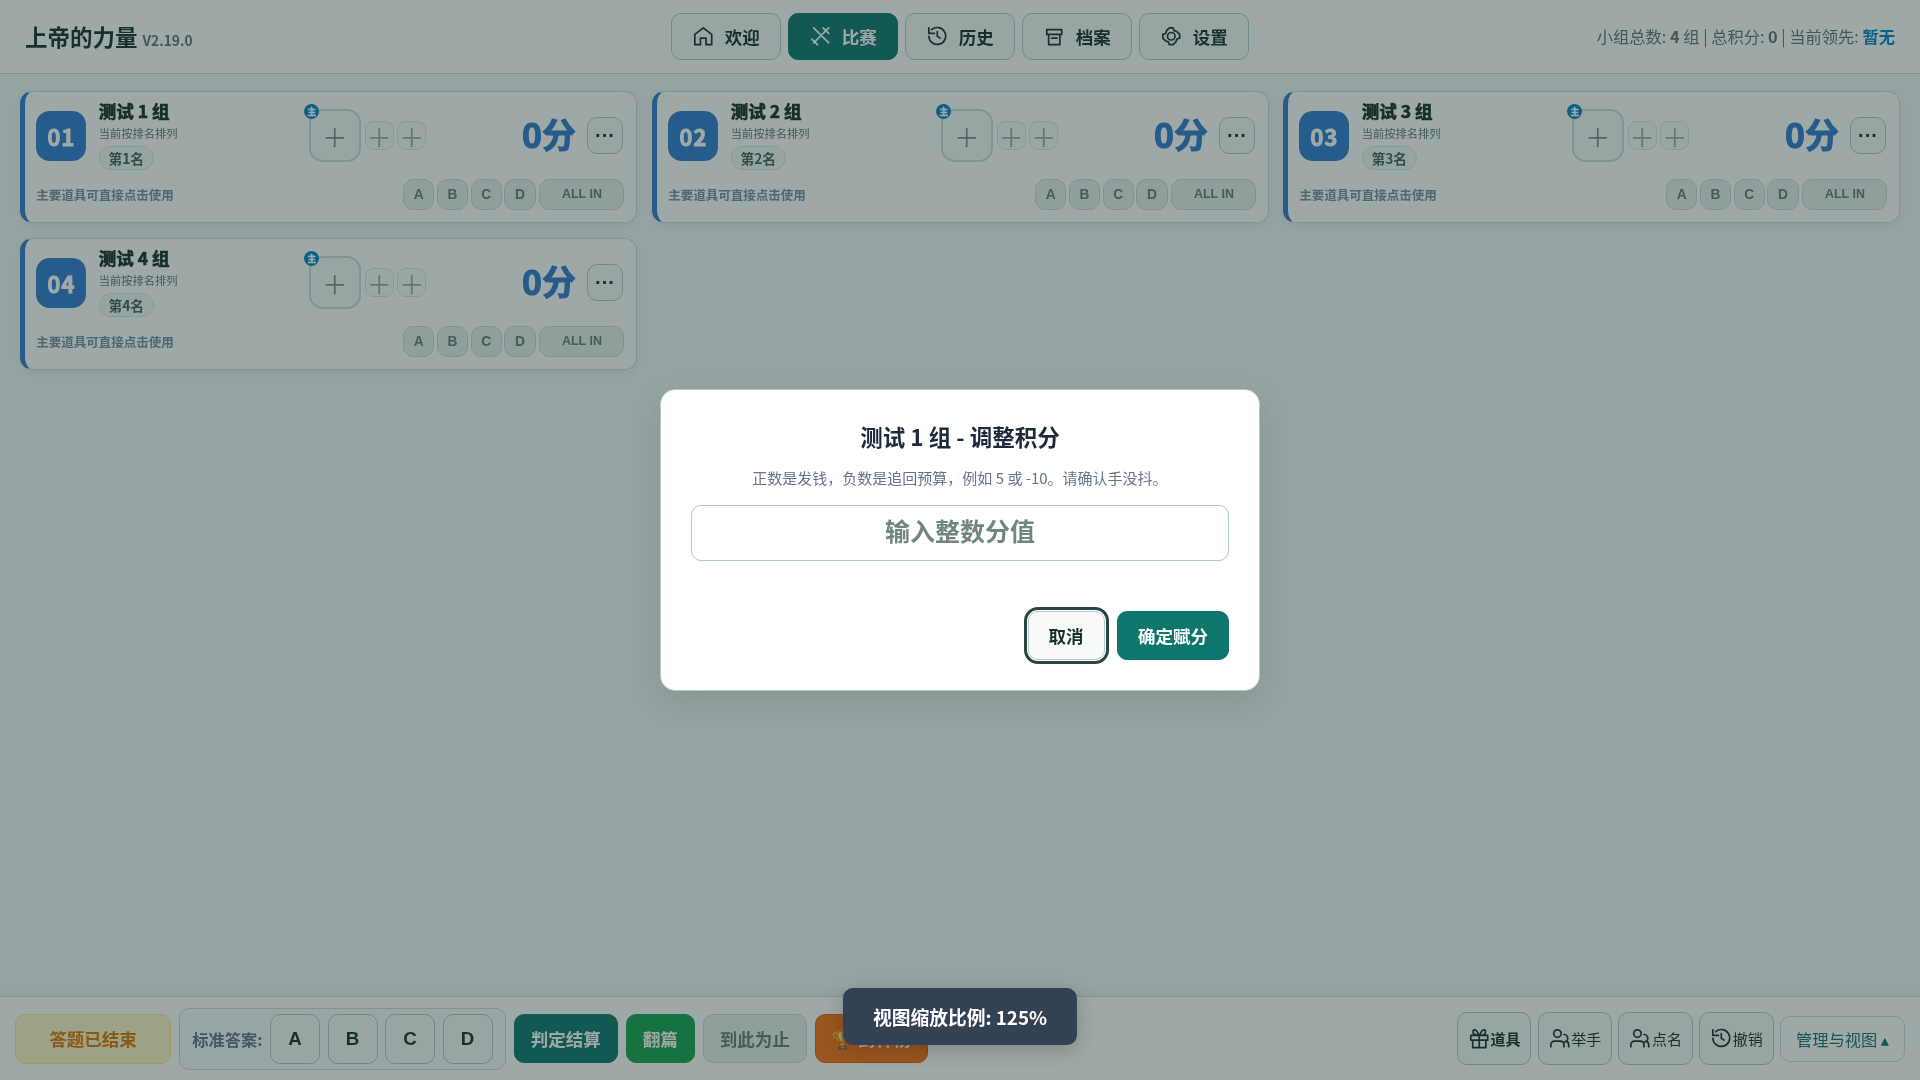 上帝的力量 V2.19.0
欢迎
比赛
历史
档案
设置
小组总数: 4 组 | 总积分: 0 | 当前领先: 暂无
01
测试 1 组
当前按排名排列
第1名
主
0分
...
主要道具可直接点击使用
A B C D ALL IN
02
测试 2 组
当前按排名排列
第2名
主
0分
...
主要道具可直接点击使用
A B C D ALL IN
03
测试 3 组
当前按排名排列
第3名
主
0分
...
主要道具可直接点击使用
A B C D ALL IN
04
测试 4 组
当前按排名排列
第4名
主
0分
...
主要道具可直接点击使用
A B C D ALL IN
测试 1 组 - 调整积分
正数是发钱，负数是追回预算，例如 5 或 -10。请确认手没抖。
输入整数分值
取消
确定赋分
视图缩放比例: 125%
答题已结束
标准答案: A B C D
判定结算
翻篇
到此为止
道具
举手
点名
撤销
管理与视图 ▴